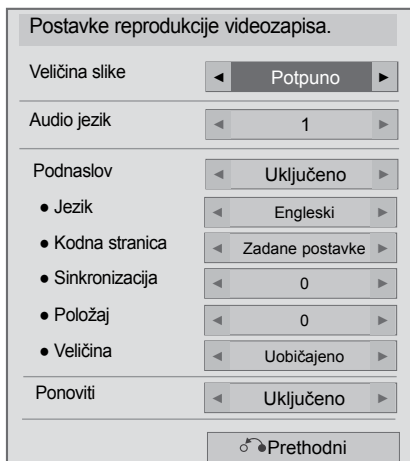 Postavke reprodukcije videozapisa.
Veličina slike ◄ Potpuno ►
Audio jezik ◄ 1 ►
Podnaslov ◄ Uključeno ►
● Jezik ◄ Engleski ►
● Kodna stranica ◄ Zadane postavke ►
● Sinkronizacija ◄ 0 ►
● Položaj ◄ 0 ►
● Veličina ◄ Uobičajeno ►
Ponoviti ◄ Uključeno ►
Prethodni